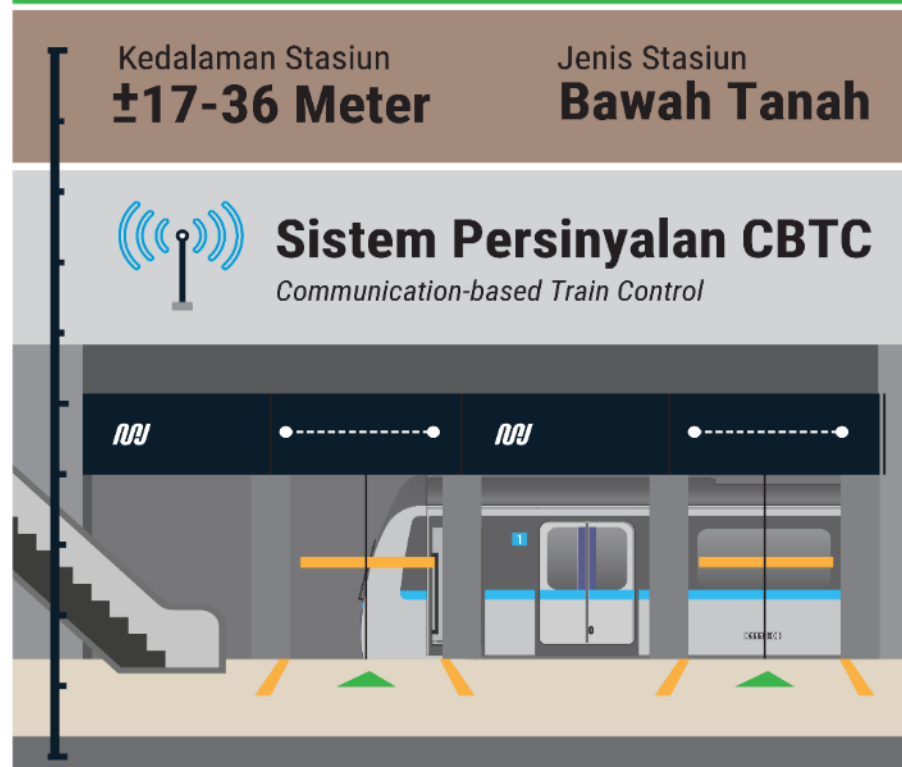 Kedalaman Stasiun
±17-36 Meter
Jenis Stasiun
Bawah Tanah
Sistem Persinyalan CBTC
Communication-based Train Control
1